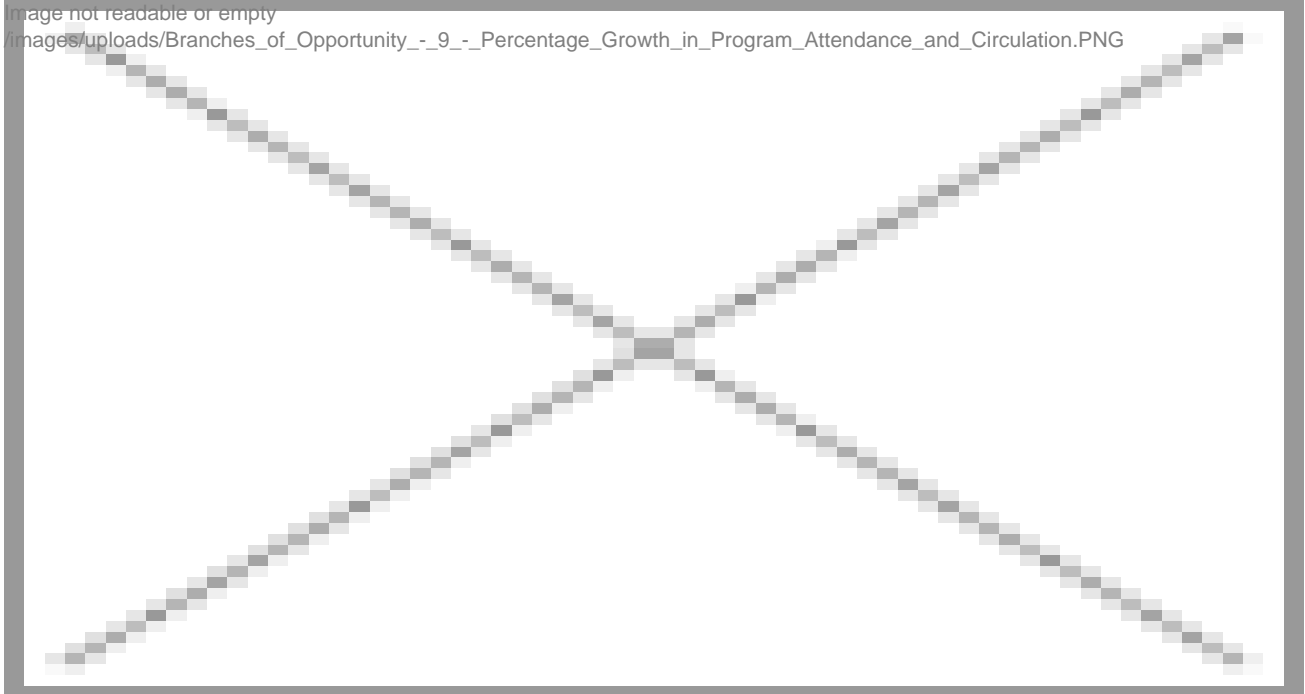 Image not readable or empty
/images/uploads/Branches_of_Opportunity_-_9_-_Percentage_Growth_in_Program_Attendance_and_Circulation.PNG